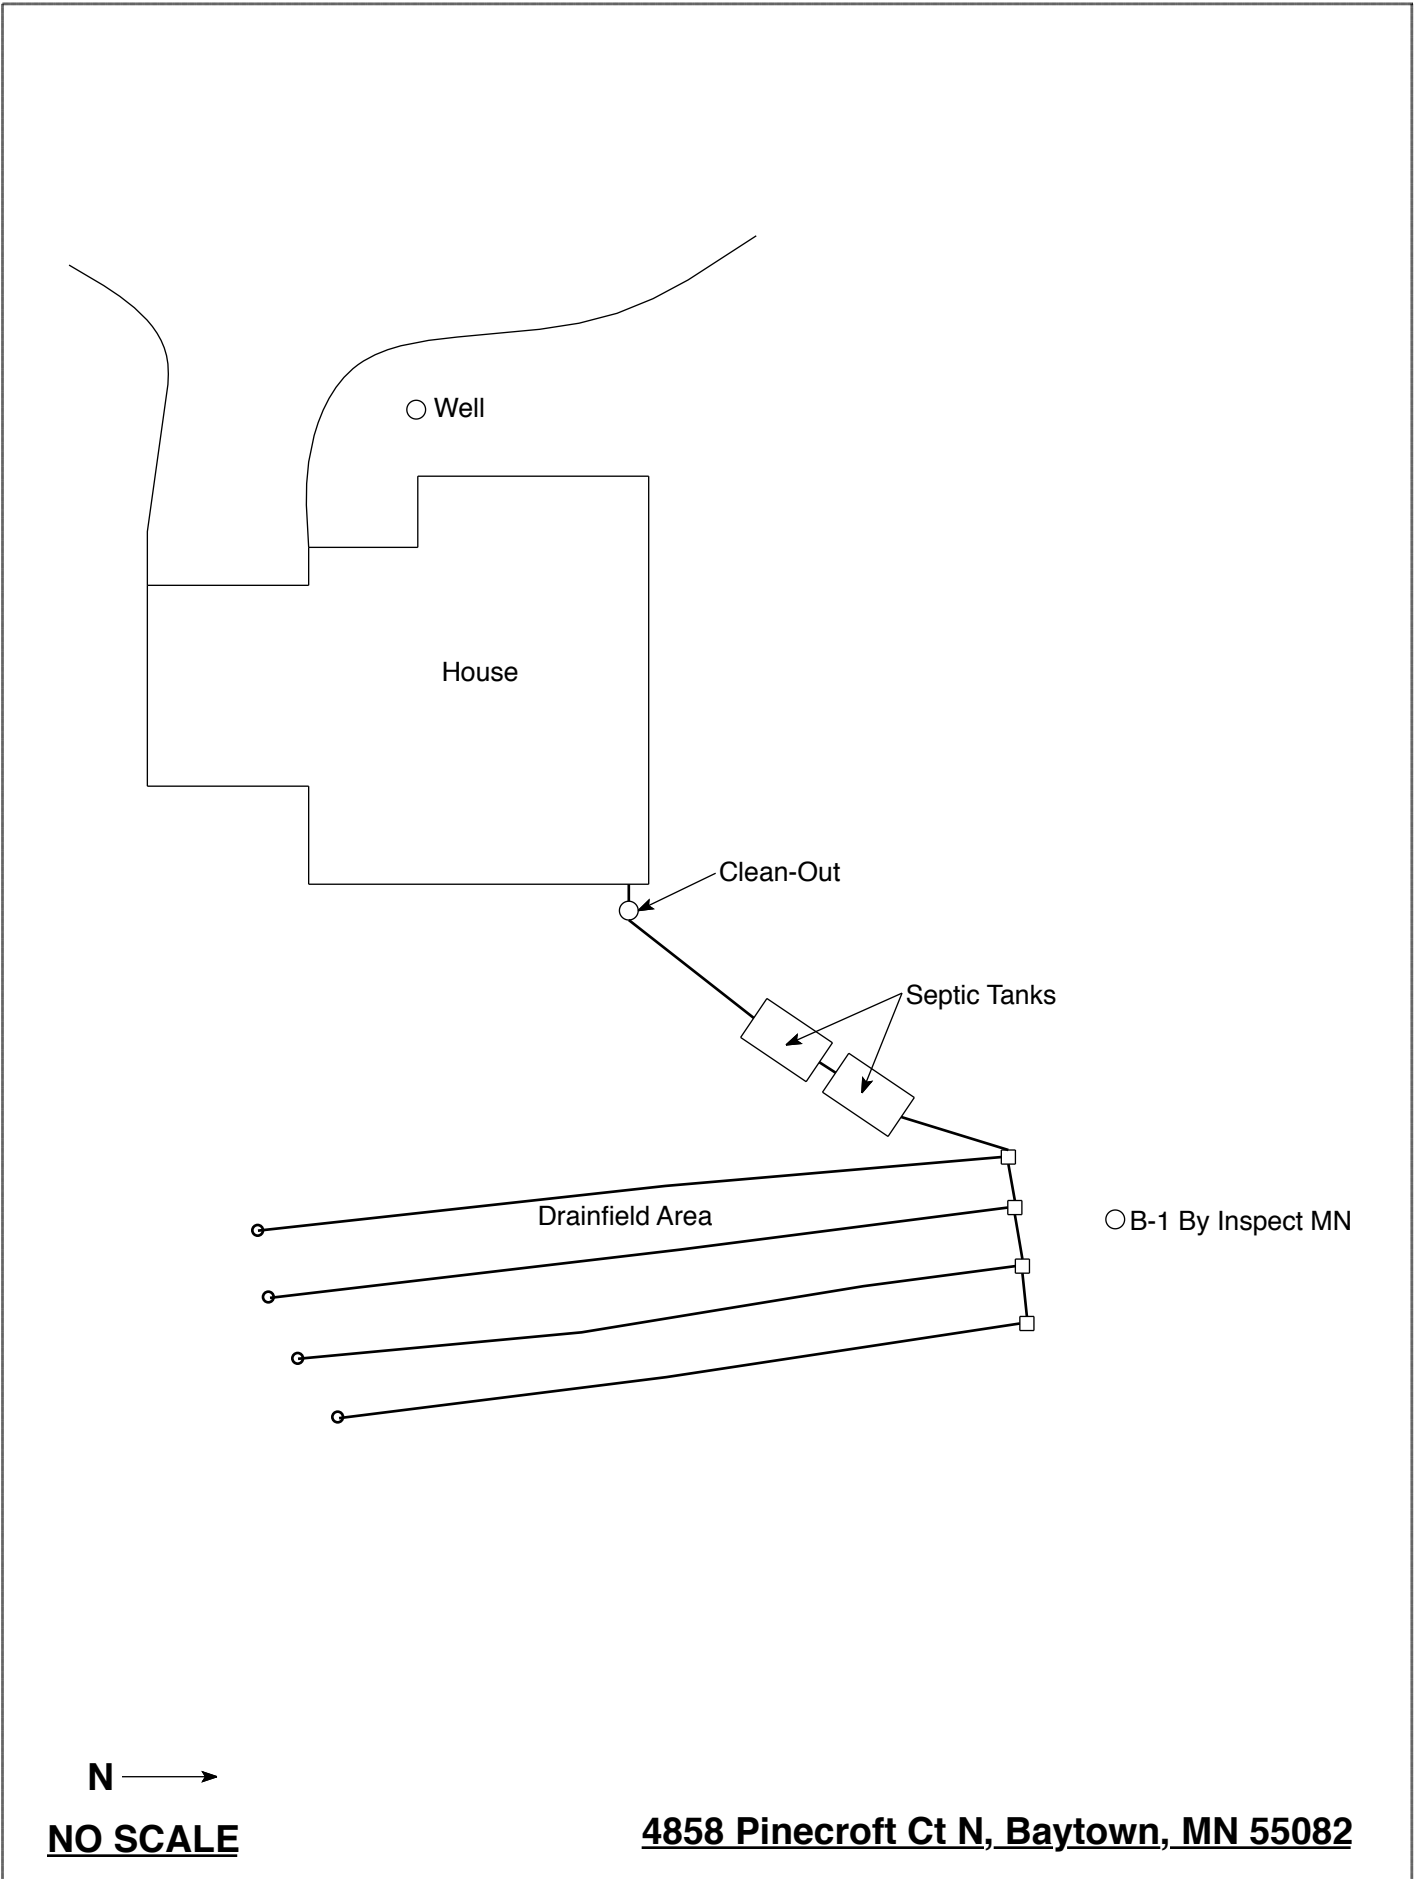 Well
House
Clean-Out
Septic Tanks
Drainfield Area
B-1 By Inspect MN
N
NO SCALE
4858 Pinecroft Ct N, Baytown, MN 55082